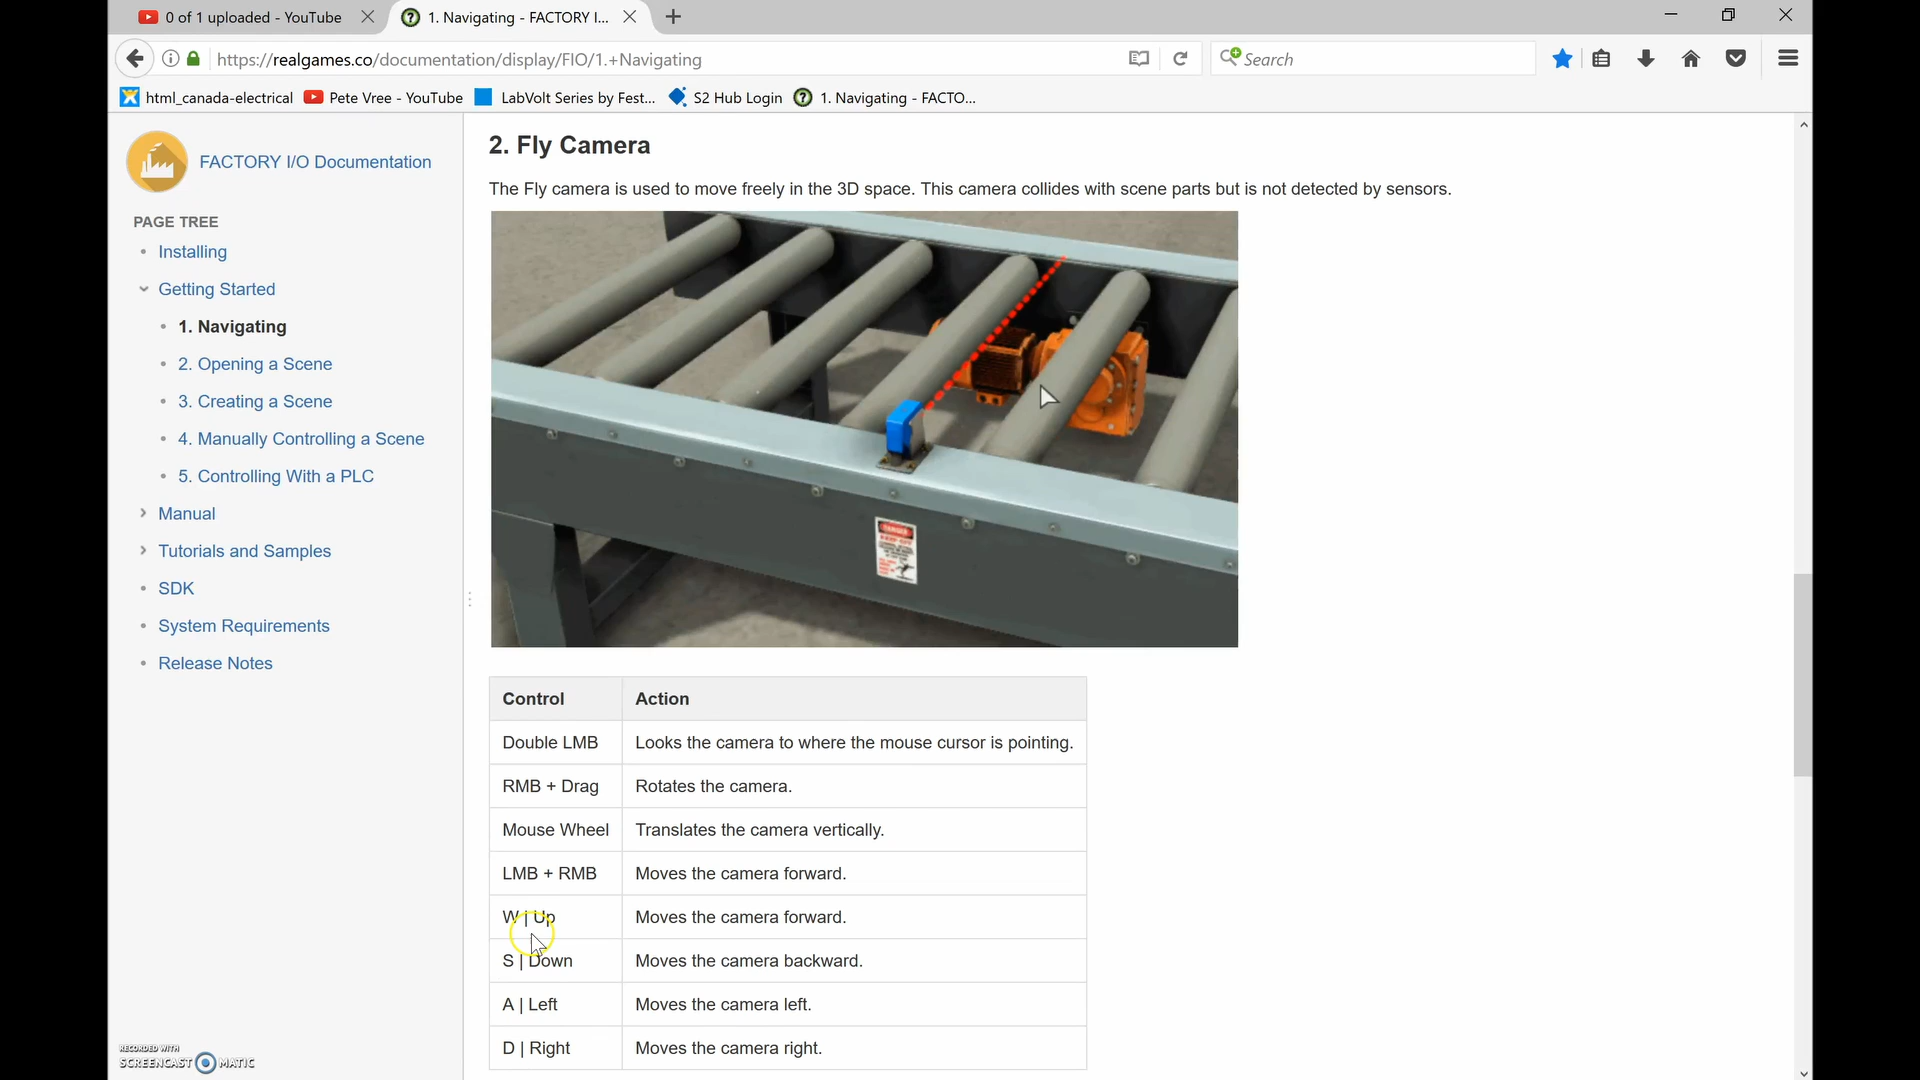 0 of 1 uploaded - YouTube
1. Navigating - FACTORY I...
https://realgames.co/documentation/display/FIO/1.+Navigating
Search
html_canada-electrical
Pete Vree - YouTube
LabVolt Series by Fest...
S2 Hub Login
1. Navigating - FACTO...
FACTORY I/O Documentation
PAGE TREE
Installing
Getting Started
1. Navigating
2. Opening a Scene
3. Creating a Scene
4. Manually Controlling a Scene
5. Controlling With a PLC
Manual
Tutorials and Samples
SDK
System Requirements
Release Notes
2. Fly Camera
The Fly camera is used to move freely in the 3D space. This camera collides with scene parts but is not detected by sensors.
DANGER
KEEP OFF
Control Action
Double LMB Looks the camera to where the mouse cursor is pointing.
RMB + Drag Rotates the camera.
Mouse Wheel Translates the camera vertically.
LMB + RMB Moves the camera forward.
W | Up Moves the camera forward.
S | Down Moves the camera backward.
A | Left Moves the camera left.
D | Right Moves the camera right.
RECORDED WITH
SCREENCAST MATIC